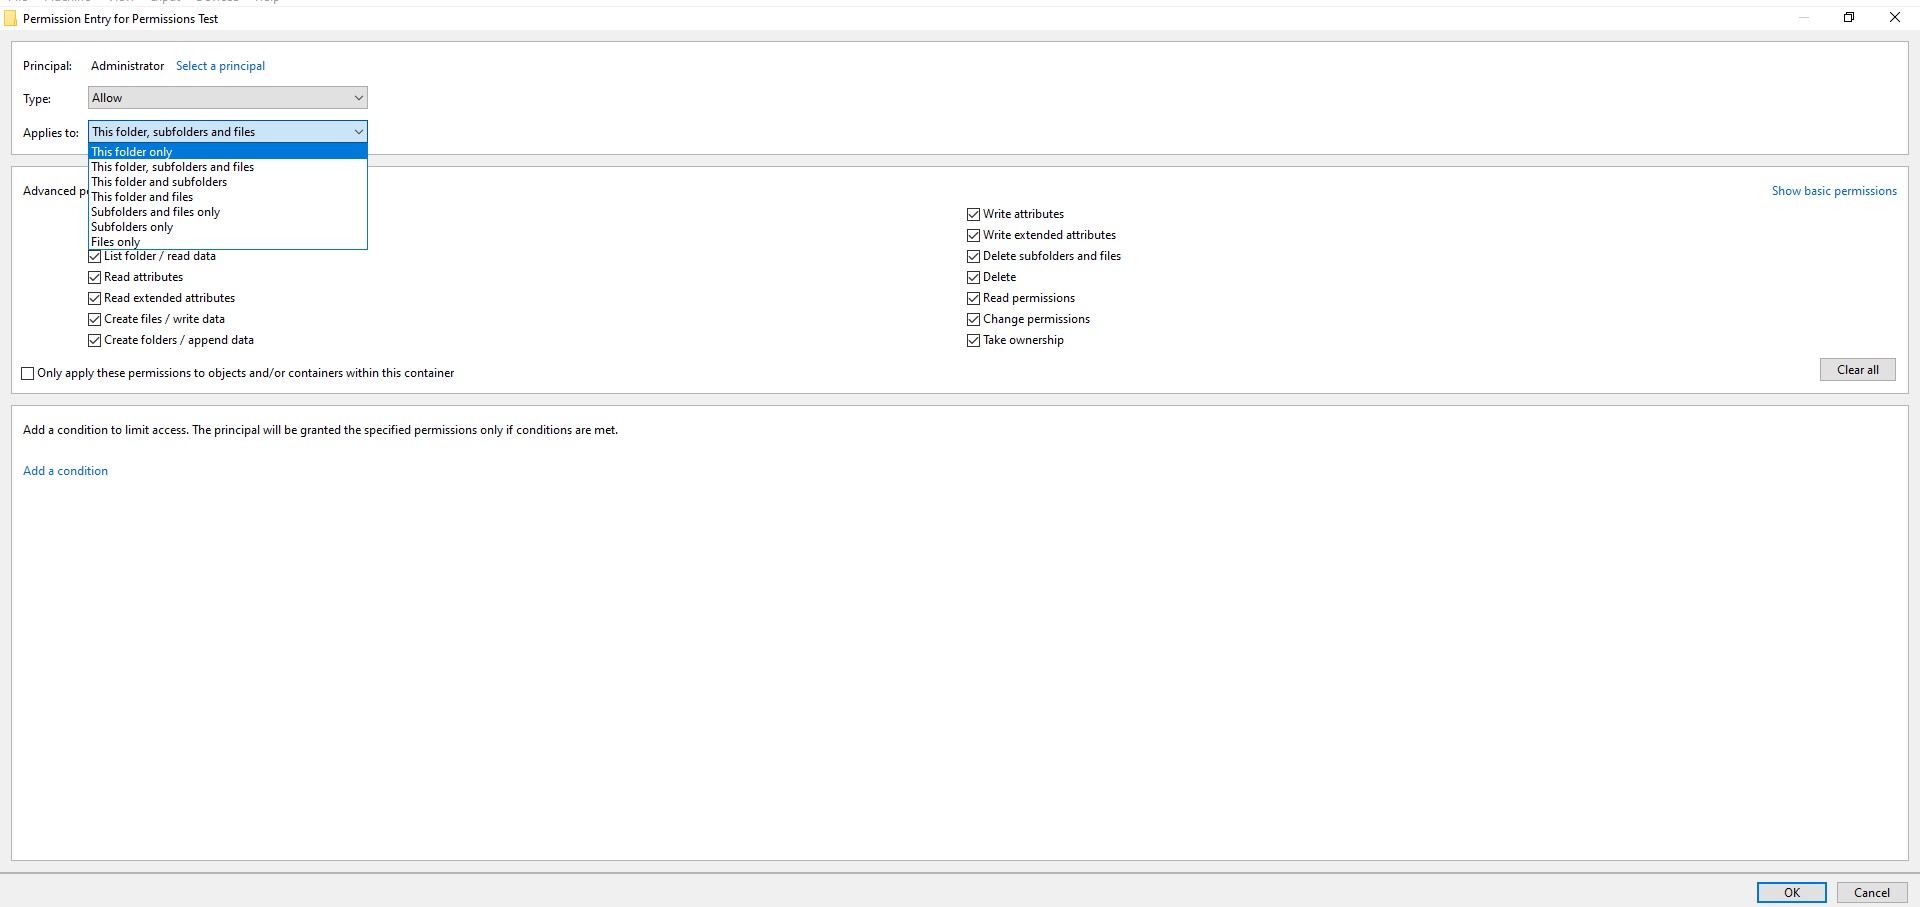 Permission Entry for Permissions Test
Principal: Administrator Select a principal
Type: Allow
Applies to: This folder, subfolders and files
This folder only
This folder, subfolders and files
This folder and subfolders
This folder and files
Subfolders and files only
Subfolders only
Files only
Advanced
Show basic permissions
List folder / read data
Read attributes
Read extended attributes
Create files / write data
Create folders / append data
Write attributes
Write extended attributes
Delete subfolders and files
Delete
Read permissions
Change permissions
Take ownership
Only apply these permissions to objects and/or containers within this container
Clear all
Add a condition to limit access. The principal will be granted the specified permissions only if conditions are met.
Add a condition
OK Cancel